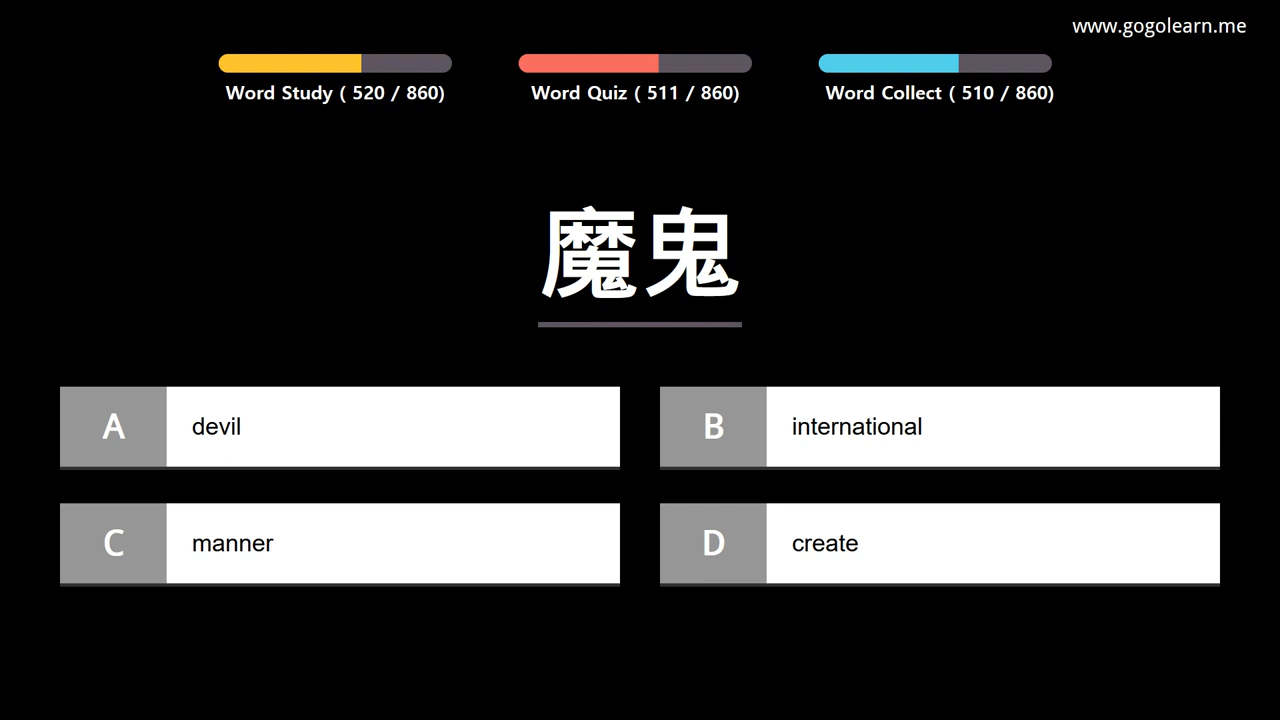 www.gogolearn.me
Word Study ( 520 / 860)
Word Quiz ( 511 / 860)
Word Collect ( 510 / 860)
魔鬼
A devil
B international
C manner
D create